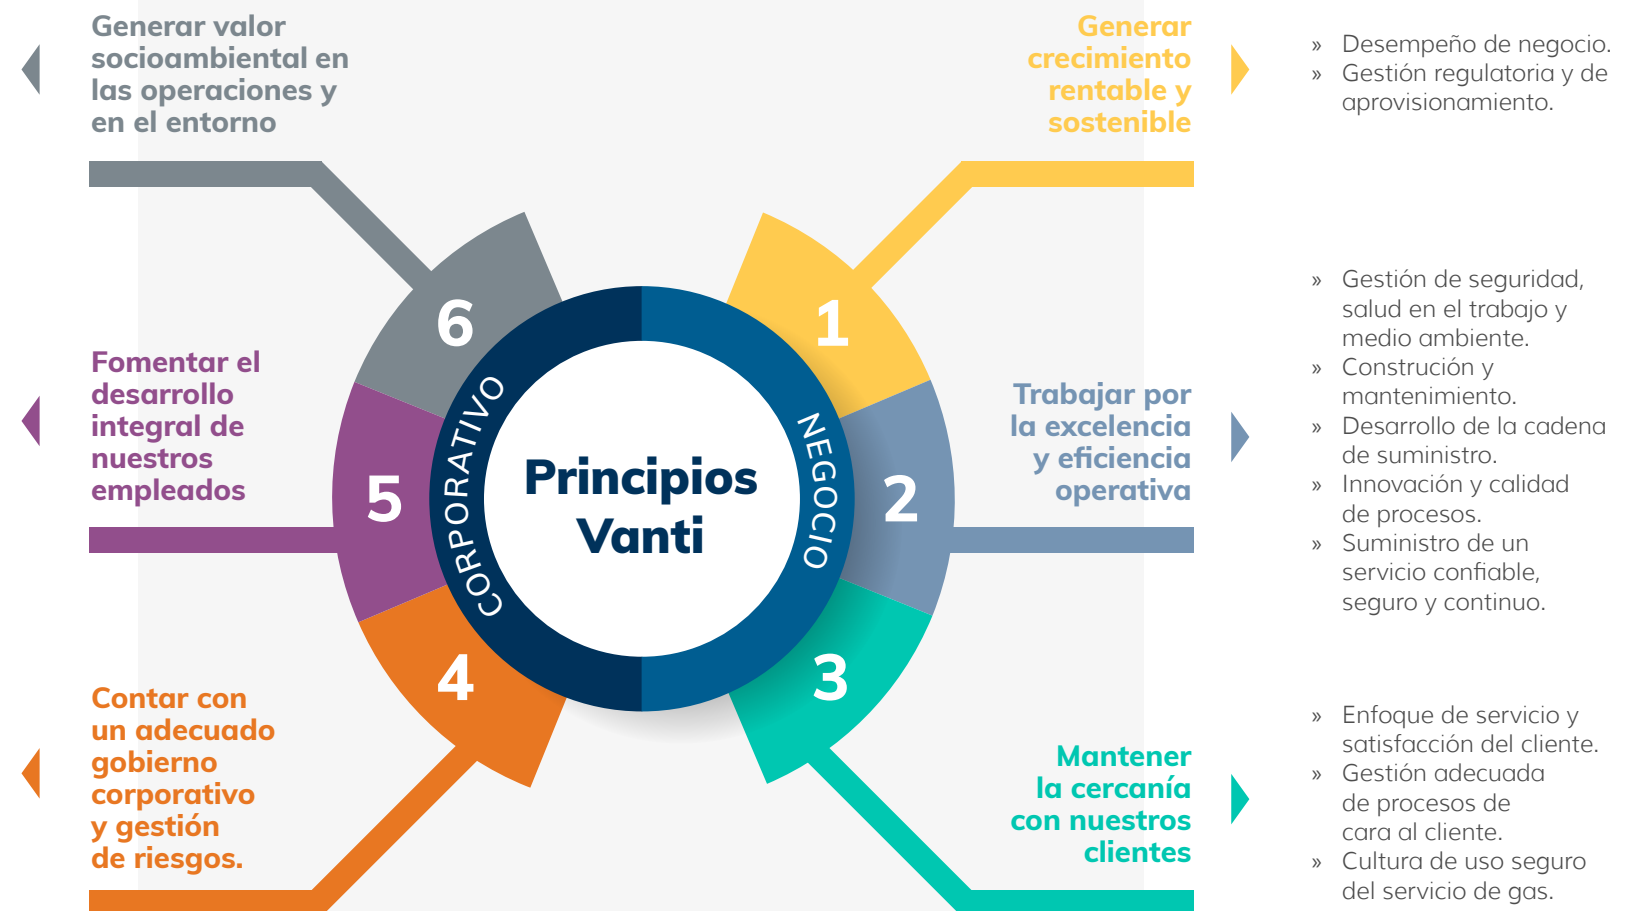 Generar valor
socioambiental en
las operaciones y
en el entorno
Fomentar el
desarrollo
integral de
nuestros
empleados
Contar con
un adecuado
gobierno
corporativo
y gestión
de riesgos.
6
5
4
CORPORATIVO
Principios
Vanti
NEGOCIO
1
2
3
Generar
crecimiento
rentable y
sostenible
» Desempeño de negocio.
» Gestión regulatoria y de
aprovisionamiento.
Trabajar por
la excelencia
y eficiencia
operativa
» Gestión de seguridad,
salud en el trabajo y
medio ambiente.
» Construción y
mantenimiento.
» Desarrollo de la cadena
de suministro.
» Innovación y calidad
de procesos.
» Suministro de un
servicio confiable,
seguro y continuo.
Mantener
la cercanía
con nuestros
clientes
» Enfoque de servicio y
satisfacción del cliente.
» Gestión adecuada
de procesos de
cara al cliente.
» Cultura de uso seguro
del servicio de gas.